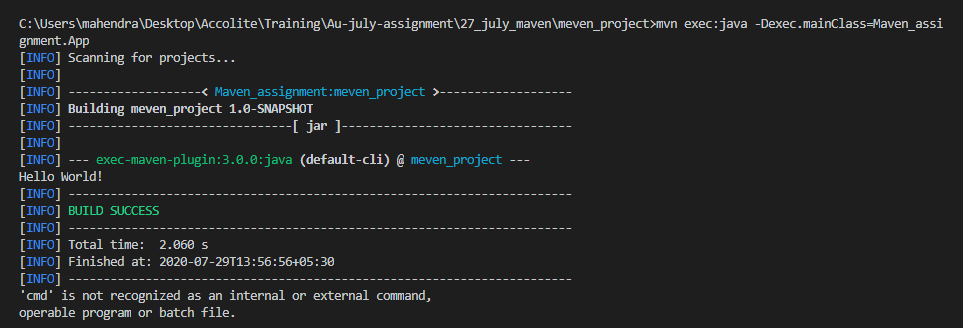 C:\Users\mahendra\Desktop\Accolite\Training\Au-july-assignment\27_july_maven\meven_project>mvn exec:java -Dexec.mainClass=Maven_assi
gnment.App
[INFO] Scanning for projects...
[INFO]
[INFO] -------------------< Maven_assignment:meven_project >-------------------
[INFO] Building meven_project 1.0-SNAPSHOT
[INFO] --------------------------------[ jar ]---------------------------------
[INFO]
[INFO] --- exec-maven-plugin:3.0.0:java (default-cli) @ meven_project ---
Hello World!
[INFO] ------------------------------------------------------------------------
[INFO] BUILD SUCCESS
[INFO] ------------------------------------------------------------------------
[INFO] Total time:  2.060 s
[INFO] Finished at: 2020-07-29T13:56:56+05:30
[INFO] ------------------------------------------------------------------------
'cmd' is not recognized as an internal or external command,
operable program or batch file.